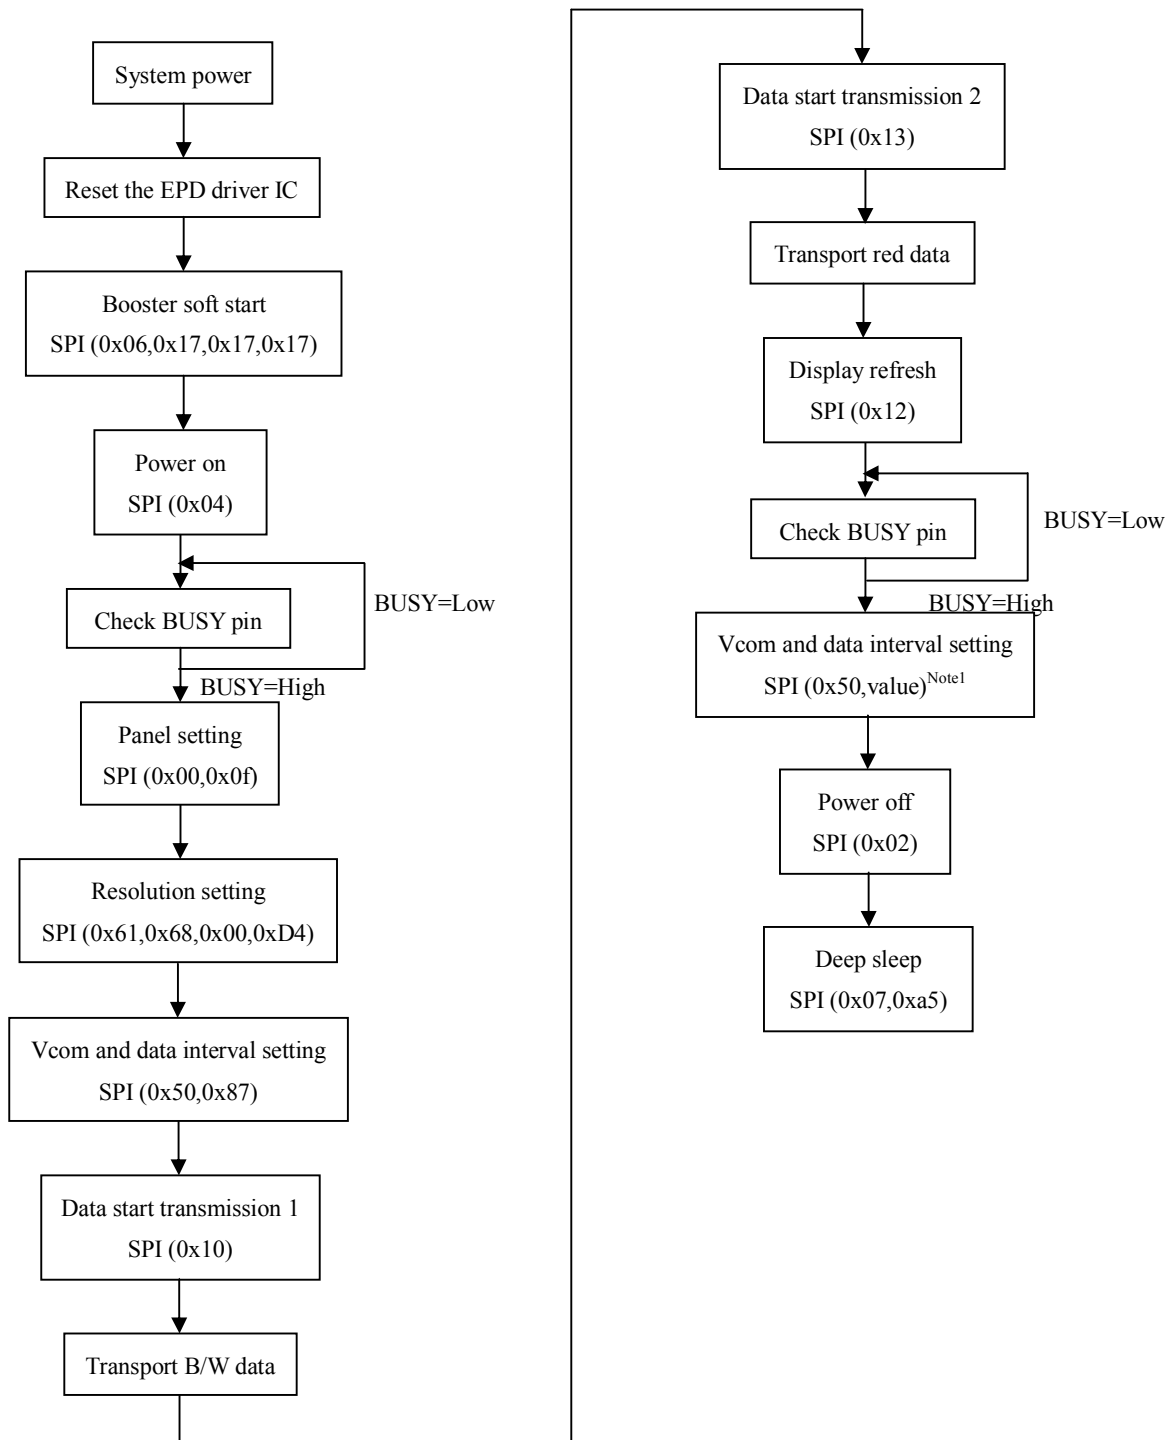 System power
Reset the EPD driver IC
Booster soft start
SPI (0x06,0x17,0x17,0x17)
Power on
SPI (0x04)
Check BUSY pin
BUSY=Low
BUSY=High
Panel setting
SPI (0x00,0x0f)
Resolution setting
SPI (0x61,0x68,0x00,0xD4)
Vcom and data interval setting
SPI (0x50,0x87)
Data start transmission 1
SPI (0x10)
Transport B/W data
Data start transmission 2
SPI (0x13)
Transport red data
Display refresh
SPI (0x12)
Check BUSY pin
BUSY=Low
BUSY=High
Vcom and data interval setting
SPI (0x50,value)Note1
Power off
SPI (0x02)
Deep sleep
SPI (0x07,0xa5)